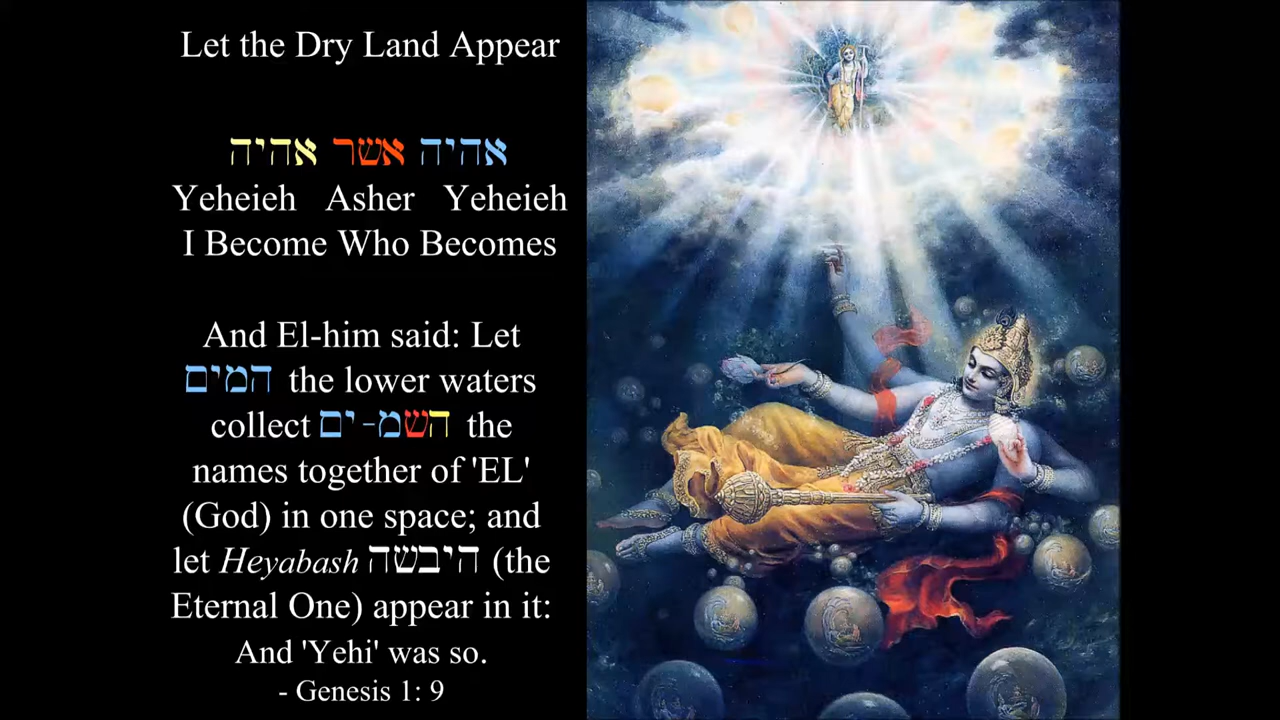 Let the Dry Land Appear
אהיה אשר אהיה
Yeheieh Asher Yeheieh
I Become Who Becomes
And El-him said: Let
המים the lower waters
collect השמ-ים the
names together of 'EL'
(God) in one space; and
let Heyabash היבשה (the
Eternal One) appear in it:
And 'Yehi' was so.
- Genesis 1: 9